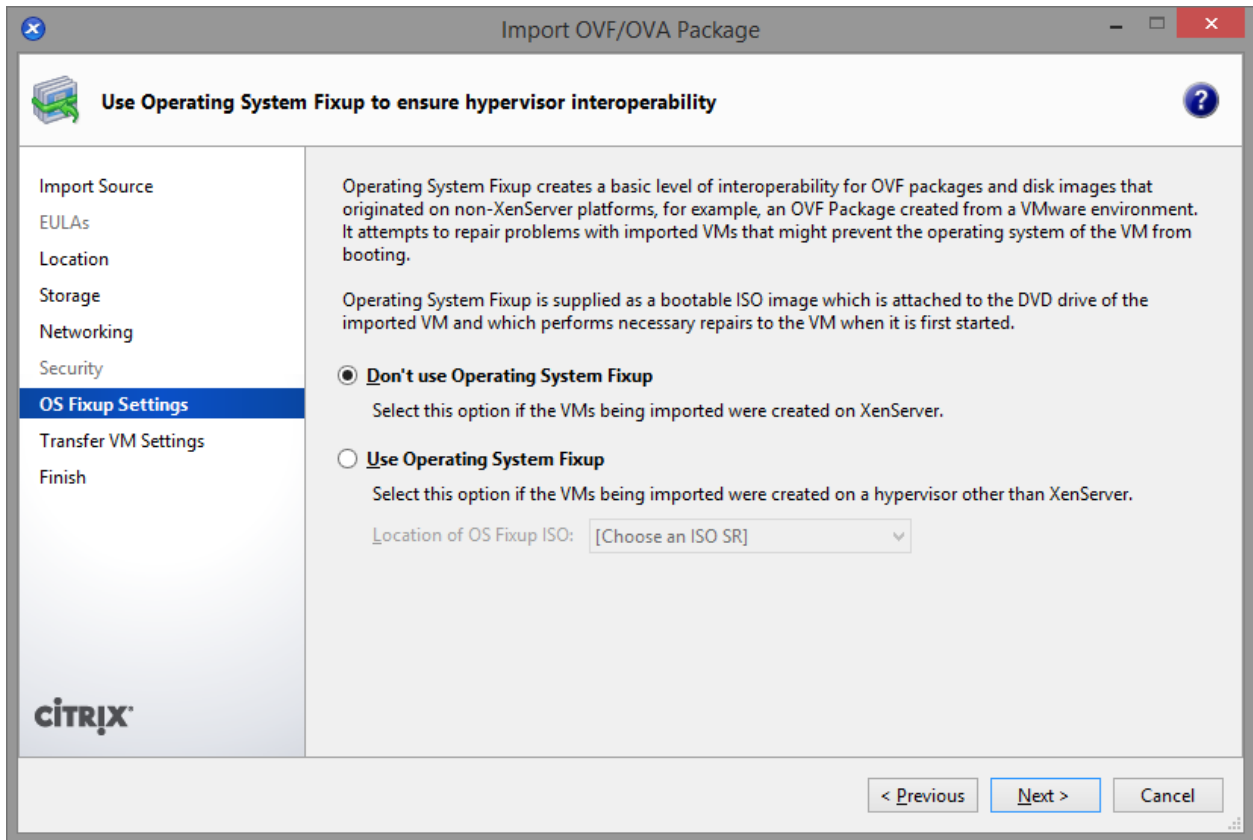 Import OVF/OVA Package
Use Operating System Fixup to ensure hypervisor interoperability
?
Import Source
EULAs
Location
Storage
Networking
Security
OS Fixup Settings
Transfer VM Settings
Finish
CITRIX
Operating System Fixup creates a basic level of interoperability for OVF packages and disk images that
originated on non-XenServer platforms, for example, an OVF Package created from a VMware environment.
It attempts to repair problems with imported VMs that might prevent the operating system of the VM from
booting.
Operating System Fixup is supplied as a bootable ISO image which is attached to the DVD drive of the
imported VM and which performs necessary repairs to the VM when it is first started.
Don't use Operating System Fixup
Select this option if the VMs being imported were created on XenServer.
Use Operating System Fixup
Select this option if the VMs being imported were created on a hypervisor other than XenServer.
Location of OS Fixup ISO: [Choose an ISO SR]
< Previous Next > Cancel